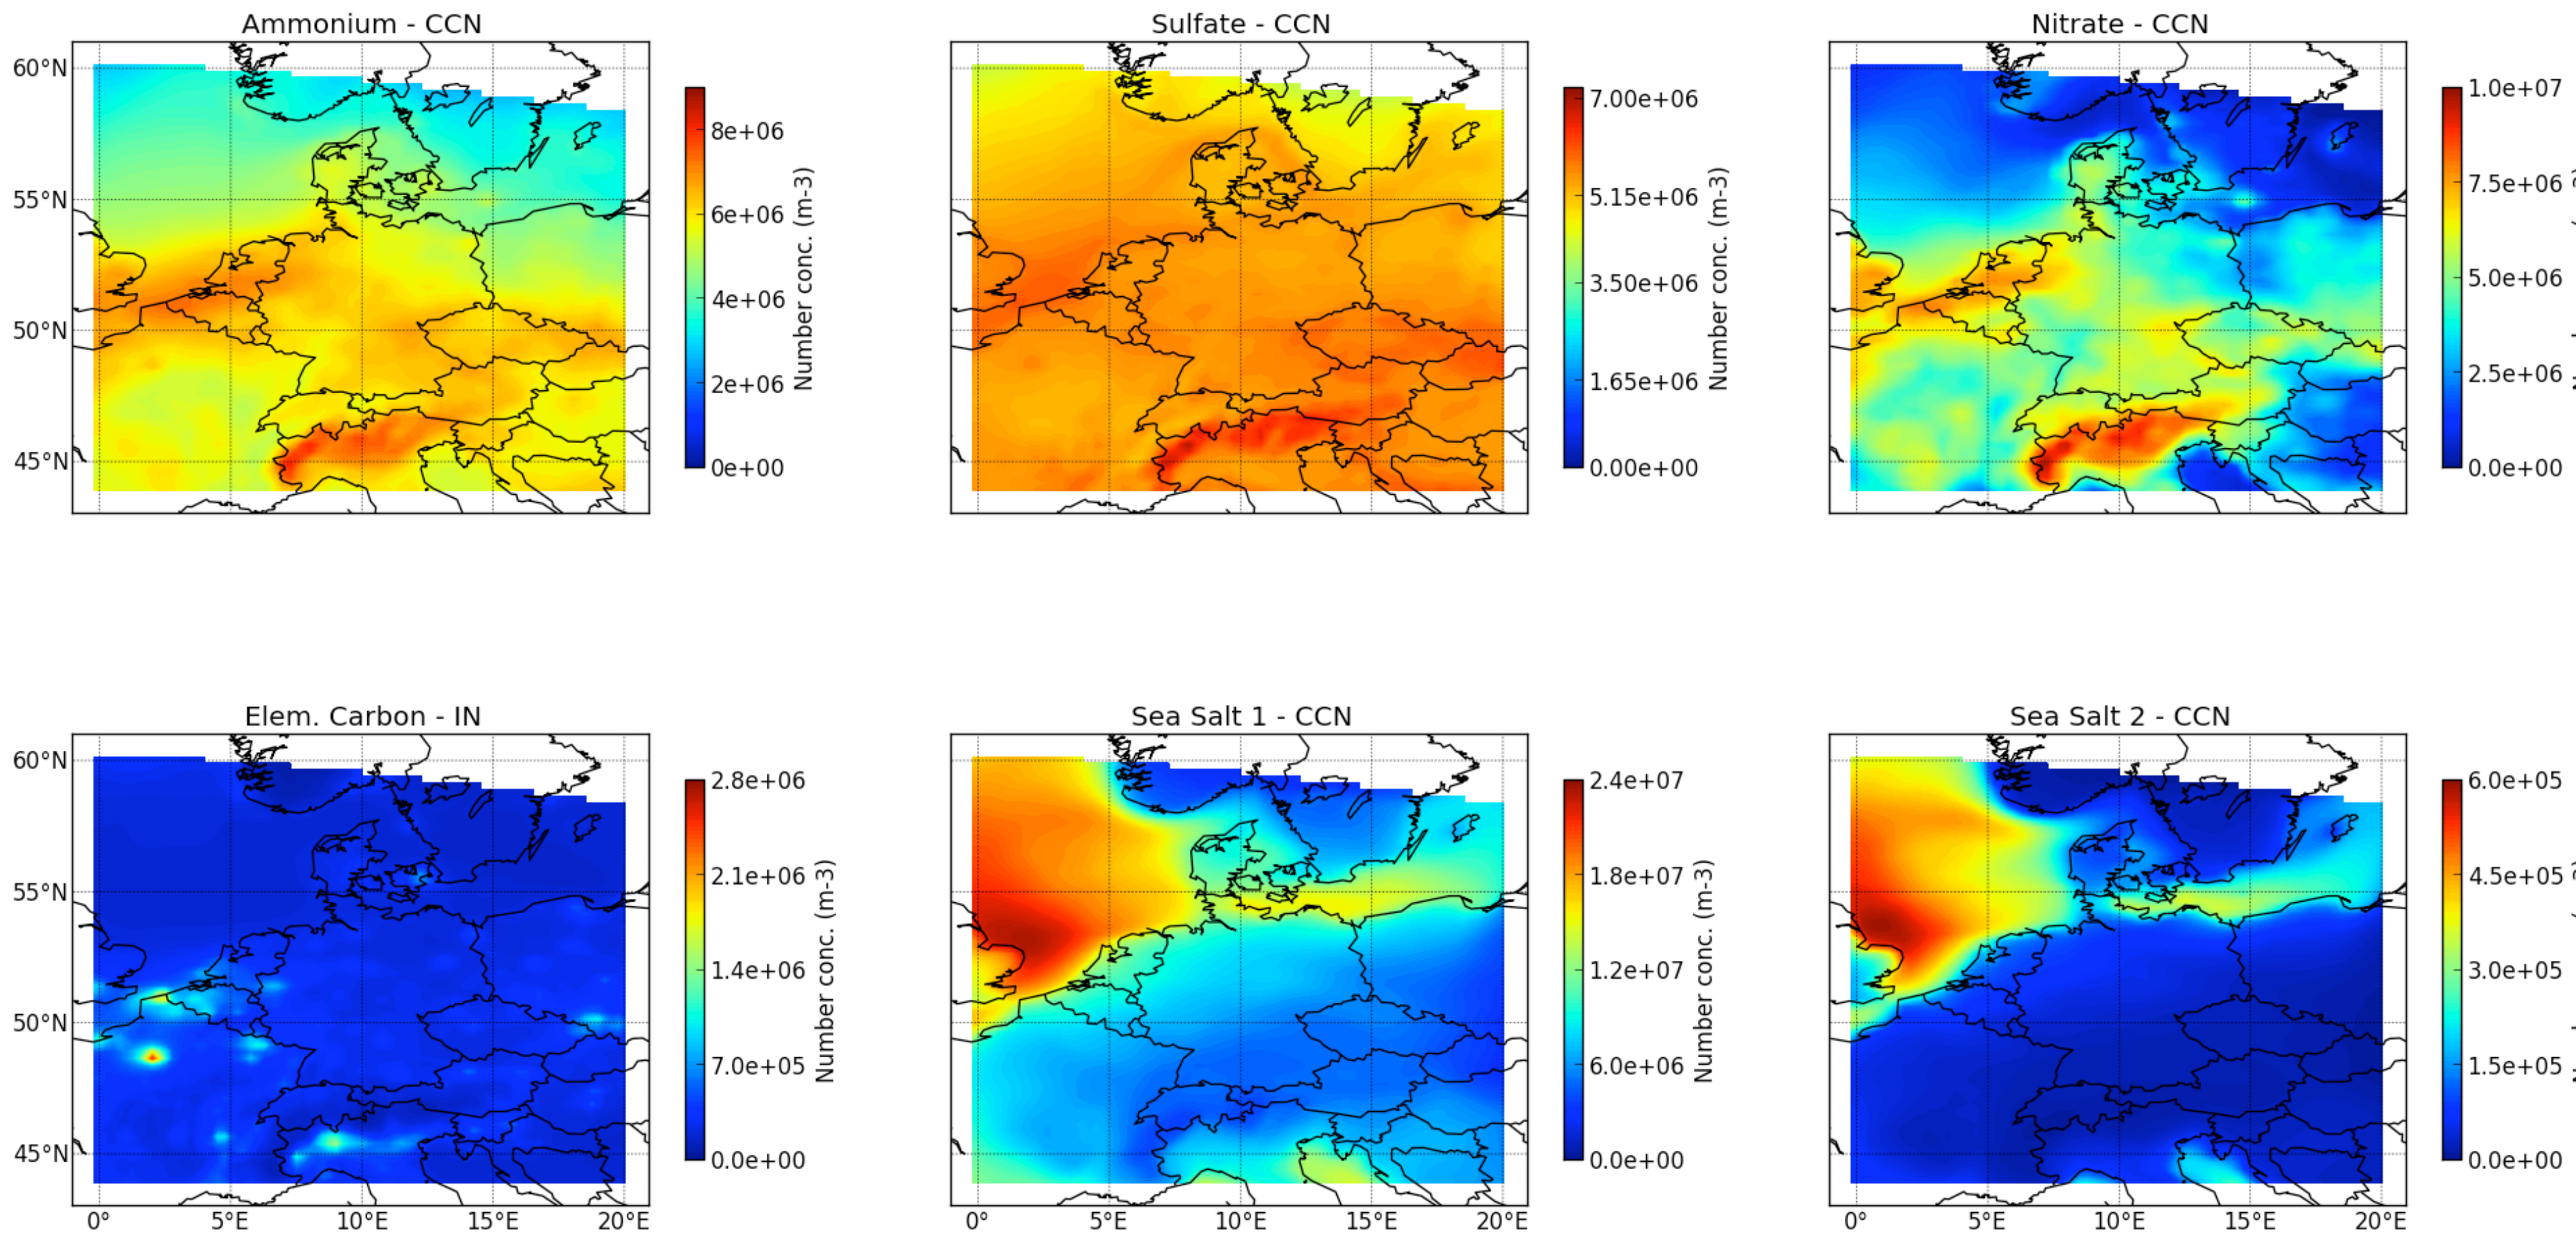 Ammonium - CCN
60°N
55°N
50°N
45°N
8e+06
6e+06
4e+06
2e+06
0e+00
Number conc. (m-3)
Sulfate - CCN
7.00e+06
5.15e+06
3.50e+06
1.65e+06
0.00e+00
Number conc. (m-3)
Nitrate - CCN
1.0e+07
7.5e+06
5.0e+06
2.5e+06
0.0e+00
Elem. Carbon - IN
60°N
55°N
50°N
45°N
0°
5°E
10°E
15°E
20°E
2.8e+06
2.1e+06
1.4e+06
7.0e+05
0.0e+00
Number conc. (m-3)
Sea Salt 1 - CCN
0°
5°E
10°E
15°E
20°E
2.4e+07
1.8e+07
1.2e+07
6.0e+06
0.0e+00
Number conc. (m-3)
Sea Salt 2 - CCN
0°
5°E
10°E
15°E
20°E
6.0e+05
4.5e+05
3.0e+05
1.5e+05
0.0e+00